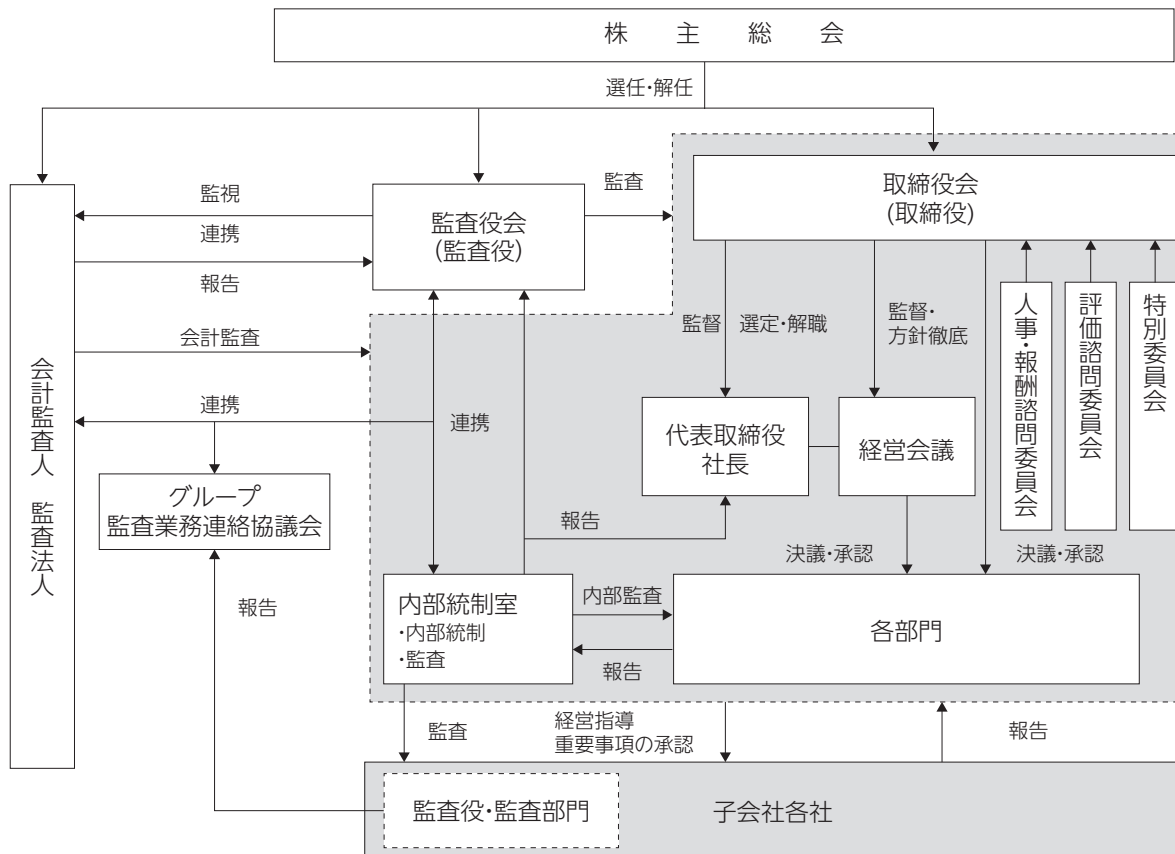 株主総会
選任・解任
監視
連携
報告
監査役会
(監査役)
監査
取締役会
(取締役)
会計監査
連携
連携
会計監査人 監査法人
グループ
監査業務連絡協議会
監督
選定・解職
監督・
方針徹底
人事・報酬諮問委員会
評価諮問委員会
特別委員会
代表取締役
社長
経営会議
報告
決議・承認
決議・承認
報告
内部統制室
・内部統制
・監査
内部監査
報告
各部門
監査
経営指導
重要事項の承認
報告
監査役・監査部門
子会社各社